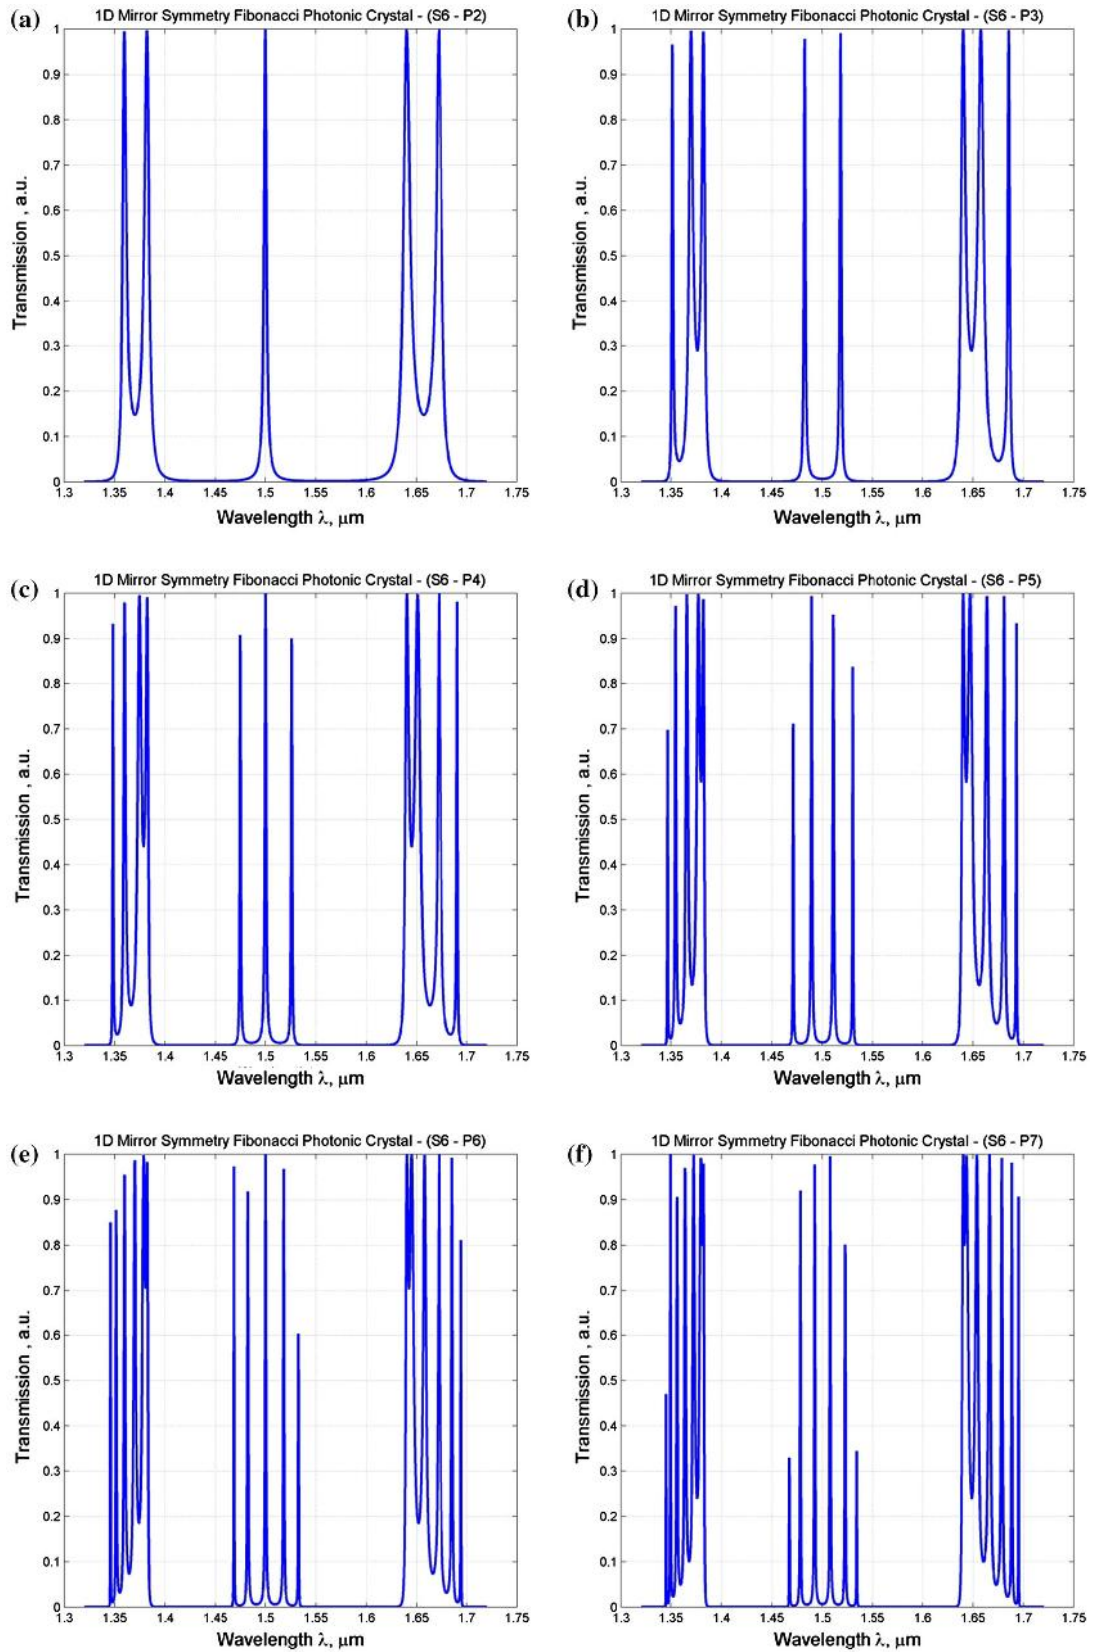 (a)
1D Mirror Symmetry Fibonacci Photonic Crystal - (S6 - P2)
1
0.9
0.8
0.7
0.6
0.5
0.4
0.3
0.2
0.1
0
Transmission , a.u.
1.3 1.35 1.4 1.45 1.5 1.55 1.6 1.65 1.7 1.75
Wavelength λ, μm
(b)
1D Mirror Symmetry Fibonacci Photonic Crystal - (S6 - P3)
1
0.9
0.8
0.7
0.6
0.5
0.4
0.3
0.2
0.1
0
Transmission , a.u.
1.3 1.35 1.4 1.45 1.5 1.55 1.6 1.65 1.7 1.75
Wavelength λ, μm
(c)
1D Mirror Symmetry Fibonacci Photonic Crystal - (S6 - P4)
1
0.9
0.8
0.7
0.6
0.5
0.4
0.3
0.2
0.1
0
Transmission , a.u.
1.3 1.35 1.4 1.45 1.5 1.55 1.6 1.65 1.7 1.75
Wavelength λ, μm
(d)
1D Mirror Symmetry Fibonacci Photonic Crystal - (S6 - P5)
1
0.9
0.8
0.7
0.6
0.5
0.4
0.3
0.2
0.1
0
Transmission , a.u.
1.3 1.35 1.4 1.45 1.5 1.55 1.6 1.65 1.7 1.75
Wavelength λ, μm
(e)
1D Mirror Symmetry Fibonacci Photonic Crystal - (S6 - P6)
1
0.9
0.8
0.7
0.6
0.5
0.4
0.3
0.2
0.1
0
Transmission , a.u.
1.3 1.35 1.4 1.45 1.5 1.55 1.6 1.65 1.7 1.75
Wavelength λ, μm
(f)
1D Mirror Symmetry Fibonacci Photonic Crystal - (S6 - P7)
1
0.9
0.8
0.7
0.6
0.5
0.4
0.3
0.2
0.1
0
Transmission , a.u.
1.3 1.35 1.4 1.45 1.5 1.55 1.6 1.65 1.7 1.75
Wavelength λ, μm